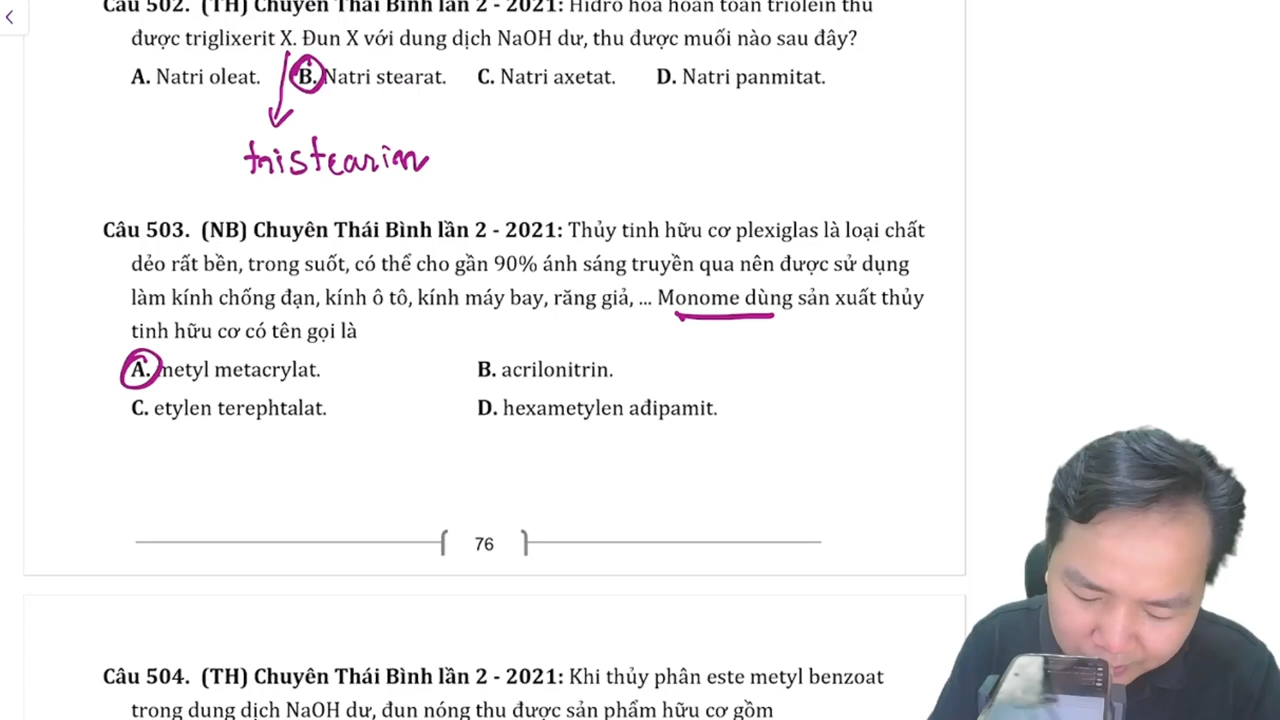 Câu 502. (TH) Chuyên Thái Bình lần 2 - 2021: Hiđro hóa hoàn toàn triolein thu
được triglixerit X. Đun X với dung dịch NaOH dư, thu được muối nào sau đây?
A. Natri oleat. B. Natri stearat. C. Natri axetat. D. Natri panmitat.
tristearin
Câu 503. (NB) Chuyên Thái Bình lần 2 - 2021: Thủy tinh hữu cơ plexiglas là loại chất
dẻo rất bền, trong suốt, có thể cho gần 90% ánh sáng truyền qua nên được sử dụng
làm kính chống đạn, kính ô tô, kính máy bay, răng giả, ... Monome dùng sản xuất thủy
tinh hữu cơ có tên gọi là
A. metyl metacrylat. B. acrilonitrin.
C. etylen terephtalat. D. hexametylen ađipamit.
76
Câu 504. (TH) Chuyên Thái Bình lần 2 - 2021: Khi thủy phân este metyl benzoat
trong dung dịch NaOH dư, đun nóng thu được sản phẩm hữu cơ gồm